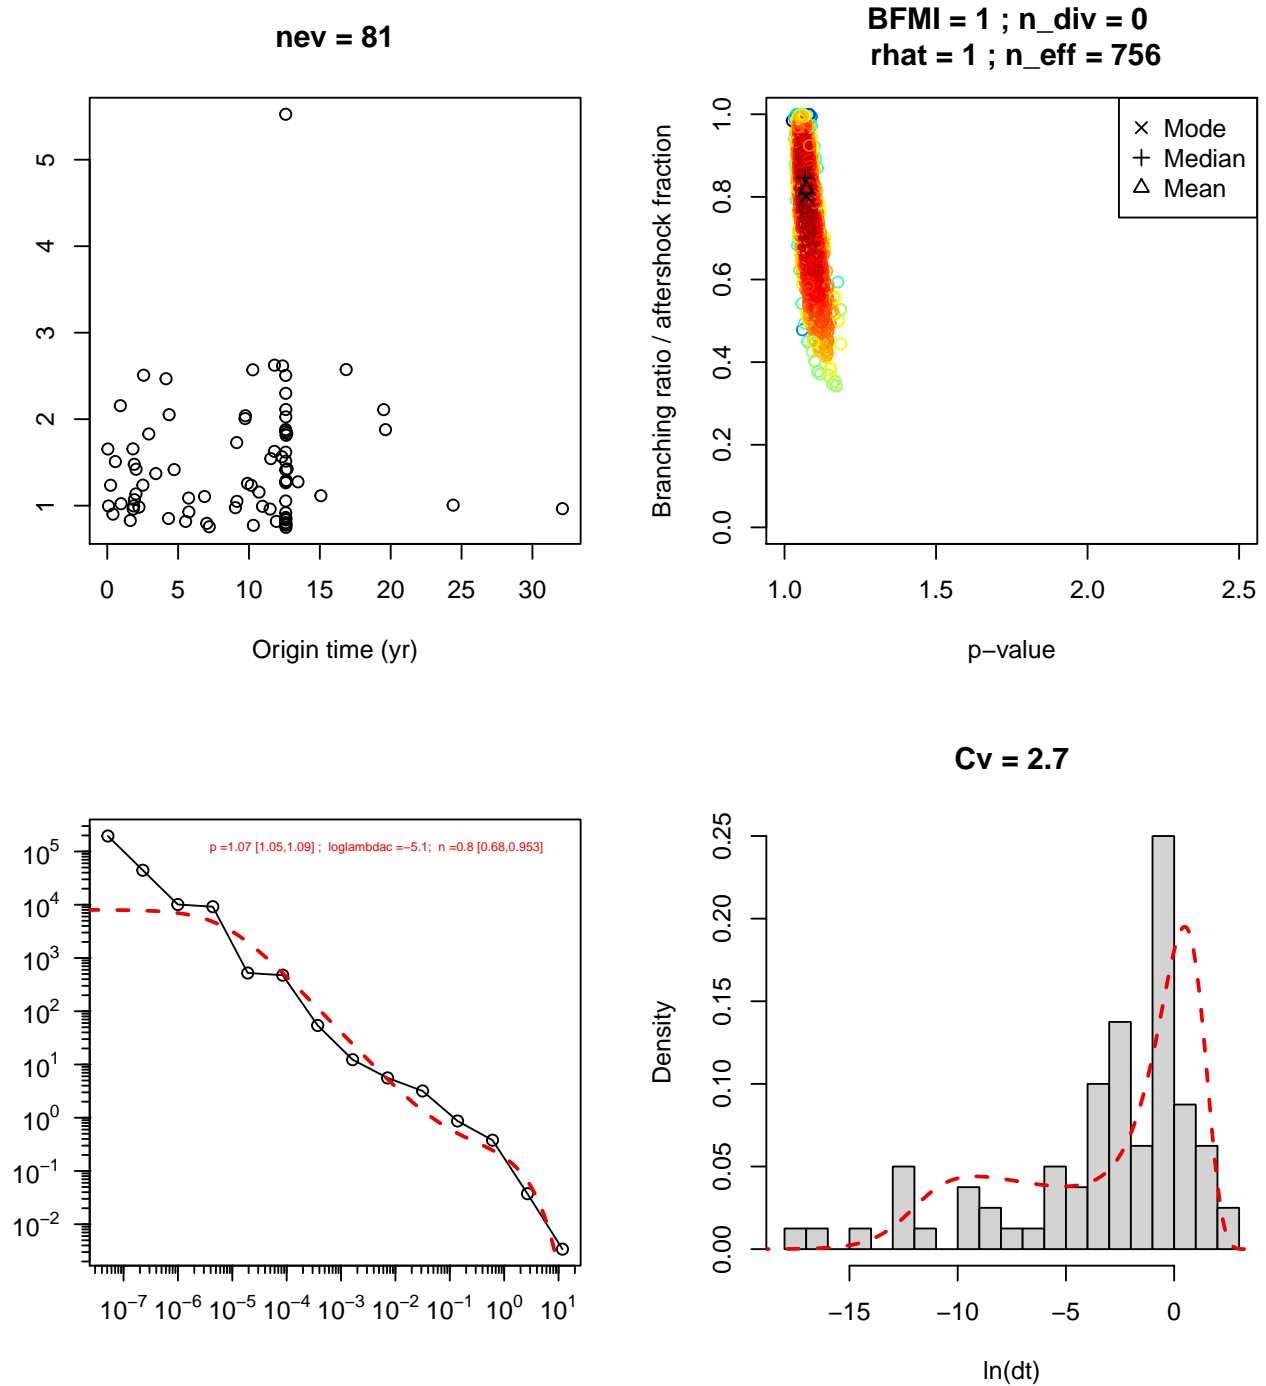 nev = 81
5
4
3
2
1
0 5 10 15 20 25 30
Origin time (yr)
BFMI = 1 ; n_div = 0
rhat = 1 ; n_eff = 756
Branching ratio / aftershock fraction
1.0
0.8
0.6
0.4
0.2
0.0
Mode
Median
Mean
1.0 1.5 2.0 2.5
p−value
p =1.07 [1.05,1.09] ; loglambdac =−5.1; n =0.8 [0.68,0.953]
10^5
10^4
10^3
10^2
10^1
10^0
10^−1
10^−2
10^−7 10^−6 10^−5 10^−4 10^−3 10^−2 10^−1 10^0 10^1
Cv = 2.7
Density
0.25
0.20
0.15
0.10
0.05
0.00
−15 −10 −5 0
ln(dt)